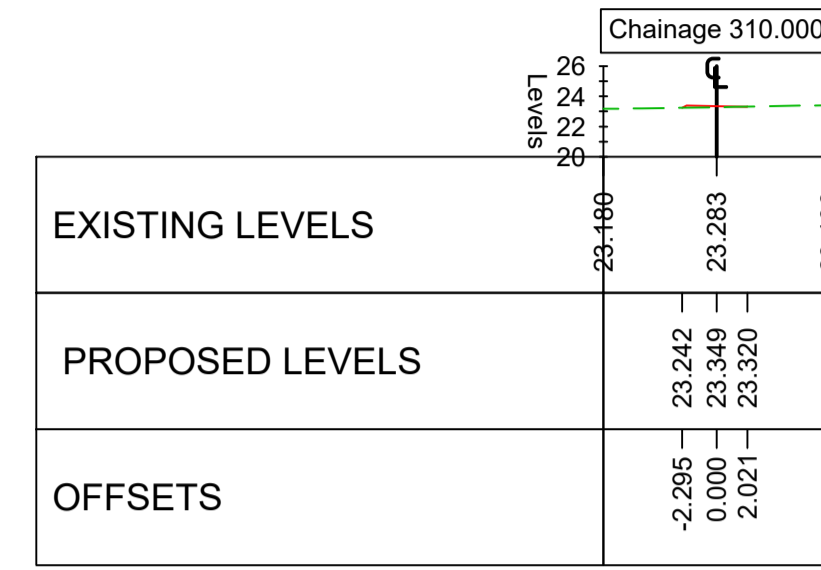 Chainage 310.000
Levels
26
24
22
20
℄
EXISTING LEVELS
23.180
23.283
PROPOSED LEVELS
23.242
23.349
23.320
OFFSETS
-2.295
0.000
2.021